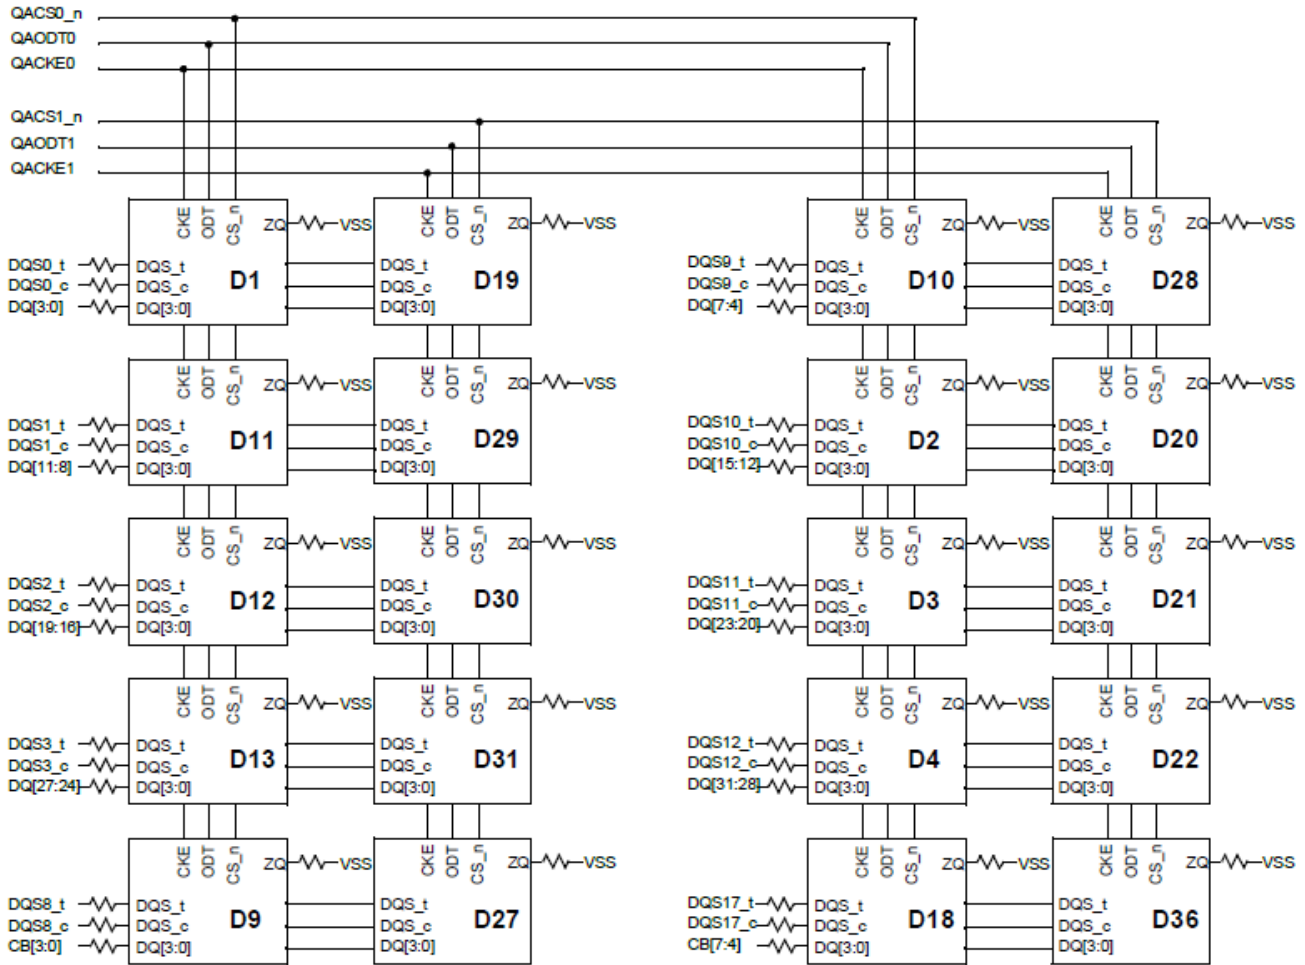 QACS0_n
QAODT0
QACKE0
QACS1_n
QAODT1
QACKE1
CKE ODT CS_n ZQ VSS CKE ODT CS_n ZQ VSS CKE ODT CS_n ZQ VSS CKE ODT CS_n ZQ VSS
DQS0_t DQS_t DQS_t DQS9_t DQS_t DQS_t
DQS0_c DQS_c D1 DQS_c D19 DQS9_c DQS_c D10 DQS_c D28
DQ[3:0] DQ[3:0] DQ[3:0] DQ[7:4] DQ[3:0] DQ[3:0]
CKE ODT CS_n ZQ VSS CKE ODT CS_n ZQ VSS CKE ODT CS_n ZQ VSS CKE ODT CS_n ZQ VSS
DQS1_t DQS_t DQS_t DQS10_t DQS_t DQS_t
DQS1_c DQS_c D11 DQS_c D29 DQS10_c DQS_c D2 DQS_c D20
DQ[11:8] DQ[3:0] DQ[3:0] DQ[15:12] DQ[3:0] DQ[3:0]
CKE ODT CS_n ZQ VSS CKE ODT CS_n ZQ VSS CKE ODT CS_n ZQ VSS CKE ODT CS_n ZQ VSS
DQS2_t DQS_t DQS_t DQS11_t DQS_t DQS_t
DQS2_c DQS_c D12 DQS_c D30 DQS11_c DQS_c D3 DQS_c D21
DQ[19:16] DQ[3:0] DQ[3:0] DQ[23:20] DQ[3:0] DQ[3:0]
CKE ODT CS_n ZQ VSS CKE ODT CS_n ZQ VSS CKE ODT CS_n ZQ VSS CKE ODT CS_n ZQ VSS
DQS3_t DQS_t DQS_t DQS12_t DQS_t DQS_t
DQS3_c DQS_c D13 DQS_c D31 DQS12_c DQS_c D4 DQS_c D22
DQ[27:24] DQ[3:0] DQ[3:0] DQ[31:28] DQ[3:0] DQ[3:0]
CKE ODT CS_n ZQ VSS CKE ODT CS_n ZQ VSS CKE ODT CS_n ZQ VSS CKE ODT CS_n ZQ VSS
DQS8_t DQS_t DQS_t DQS17_t DQS_t DQS_t
DQS8_c DQS_c D9 DQS_c D27 DQS17_c DQS_c D18 DQS_c D36
CB[3:0] DQ[3:0] DQ[3:0] CB[7:4] DQ[3:0] DQ[3:0]